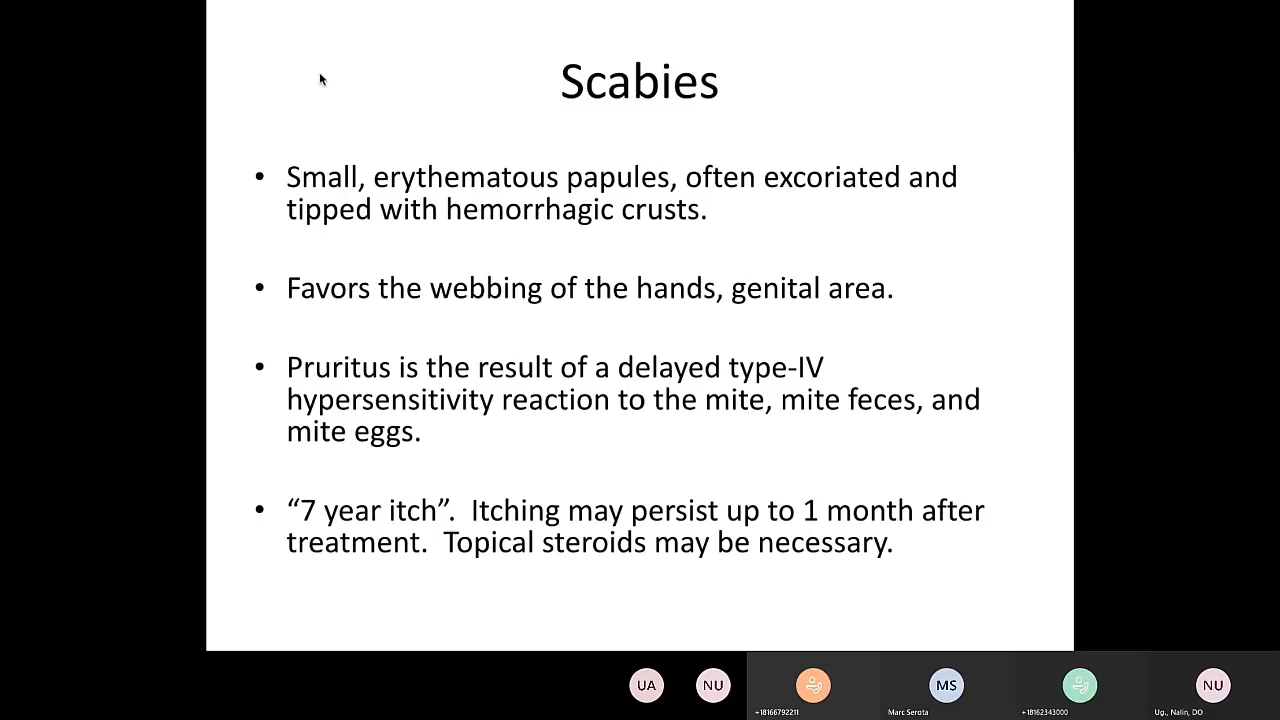 Scabies
• Small, erythematous papules, often excoriated and
tipped with hemorrhagic crusts.
• Favors the webbing of the hands, genital area.
• Pruritus is the result of a delayed type-IV
hypersensitivity reaction to the mite, mite feces, and
mite eggs.
• “7 year itch”.  Itching may persist up to 1 month after
treatment.  Topical steroids may be necessary.
UA NU MS NU
+18166792211 Marc Serota +18162343000 Ug., Nalin, DO